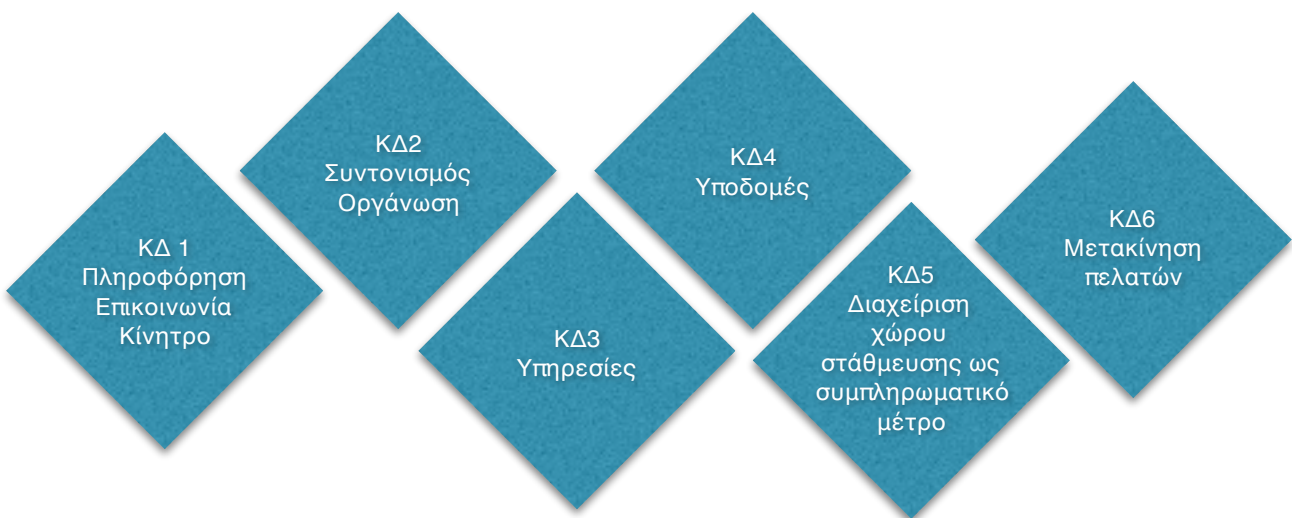 ΚΔ 1
Πληροφόρηση
Επικοινωνία
Κίνητρο
ΚΔ2
Συντονισμός
Οργάνωση
ΚΔ3
Υπηρεσίες
ΚΔ4
Υποδομές
ΚΔ5
Διαχείριση
χώρου
στάθμευσης ως
συμπληρωματικό
μέτρο
ΚΔ6
Μετακίνηση
πελατών